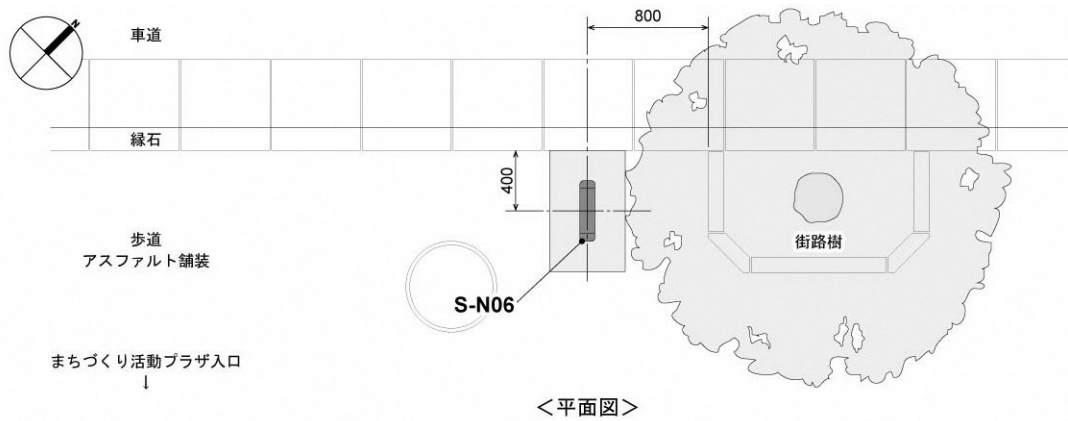 N
車道
800
縁石
400
歩道
アスファルト舗装
街路樹
S-N06
まちづくり活動プラザ入口
↓
＜平面図＞